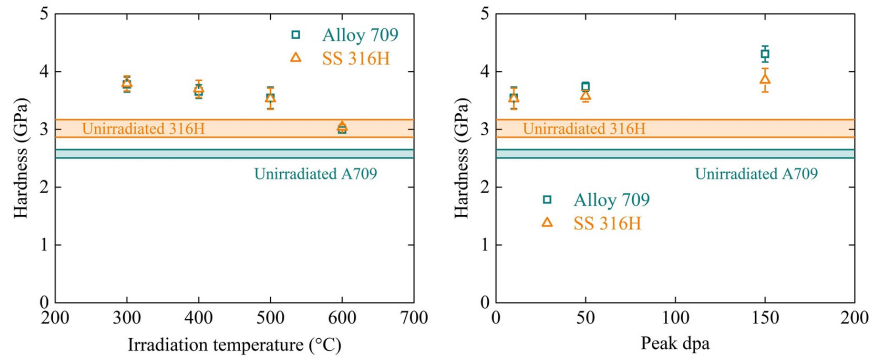 5
4
3
2
1
0
Hardness (GPa)
Alloy 709
SS 316H
Unirradiated 316H
Unirradiated A709
200 300 400 500 600 700
Irradiation temperature (°C)
5
4
3
2
1
0
Hardness (GPa)
Unirradiated 316H
Unirradiated A709
Alloy 709
SS 316H
0 50 100 150 200
Peak dpa